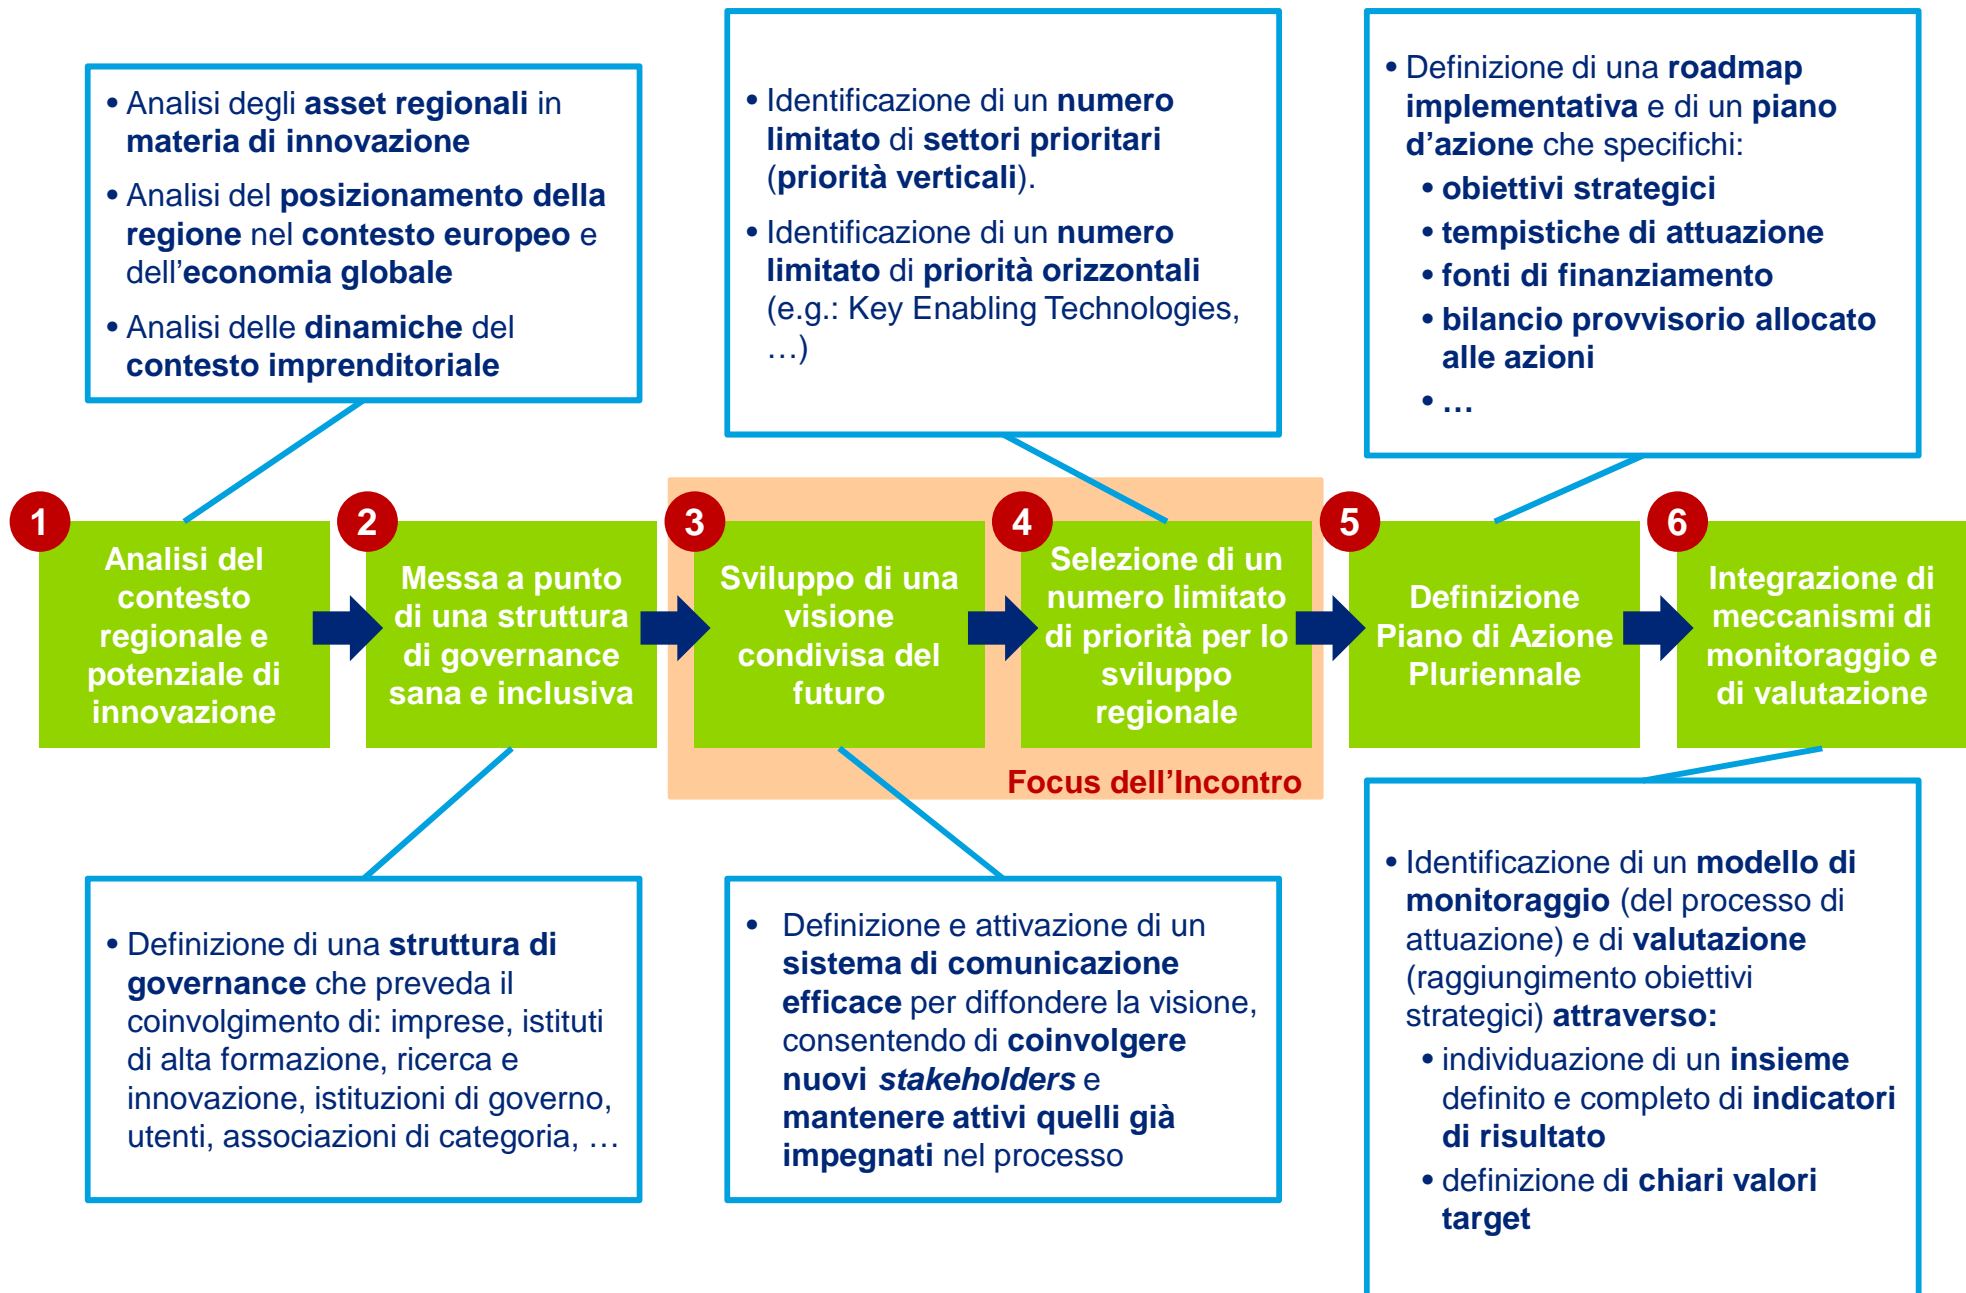 • Analisi degli asset regionali in
materia di innovazione
• Analisi del posizionamento della
regione nel contesto europeo e
dell’economia globale
• Analisi delle dinamiche del
contesto imprenditoriale
• Identificazione di un numero
limitato di settori prioritari
(priorità verticali).
• Identificazione di un numero
limitato di priorità orizzontali
(e.g.: Key Enabling Technologies,
…)
• Definizione di una roadmap
implementativa e di un piano
d’azione che specifichi:
• obiettivi strategici
• tempistiche di attuazione
• fonti di finanziamento
• bilancio provvisorio allocato
alle azioni
• …
1
Analisi del
contesto
regionale e
potenziale di
innovazione
2
Messa a punto
di una struttura
di governance
sana e inclusiva
3
Sviluppo di una
visione
condivisa del
futuro
4
Selezione di un
numero limitato
di priorità per lo
sviluppo
regionale
5
Definizione
Piano di Azione
Pluriennale
6
Integrazione di
meccanismi di
monitoraggio e
di valutazione
Focus dell’Incontro
• Definizione di una struttura di
governance che preveda il
coinvolgimento di: imprese, istituti
di alta formazione, ricerca e
innovazione, istituzioni di governo,
utenti, associazioni di categoria, …
• Definizione e attivazione di un
sistema di comunicazione
efficace per diffondere la visione,
consentendo di coinvolgere
nuovi stakeholders e
mantenere attivi quelli già
impegnati nel processo
• Identificazione di un modello di
monitoraggio (del processo di
attuazione) e di valutazione
(raggiungimento obiettivi
strategici) attraverso:
• individuazione di un insieme
definito e completo di indicatori
di risultato
• definizione di chiari valori
target